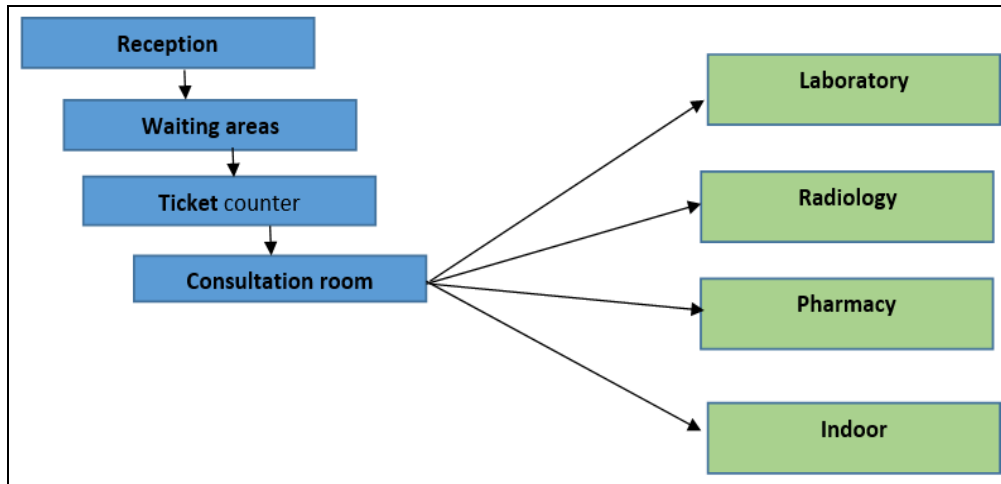 Reception
Waiting areas
Ticket counter
Consultation room
Laboratory
Radiology
Pharmacy
Indoor